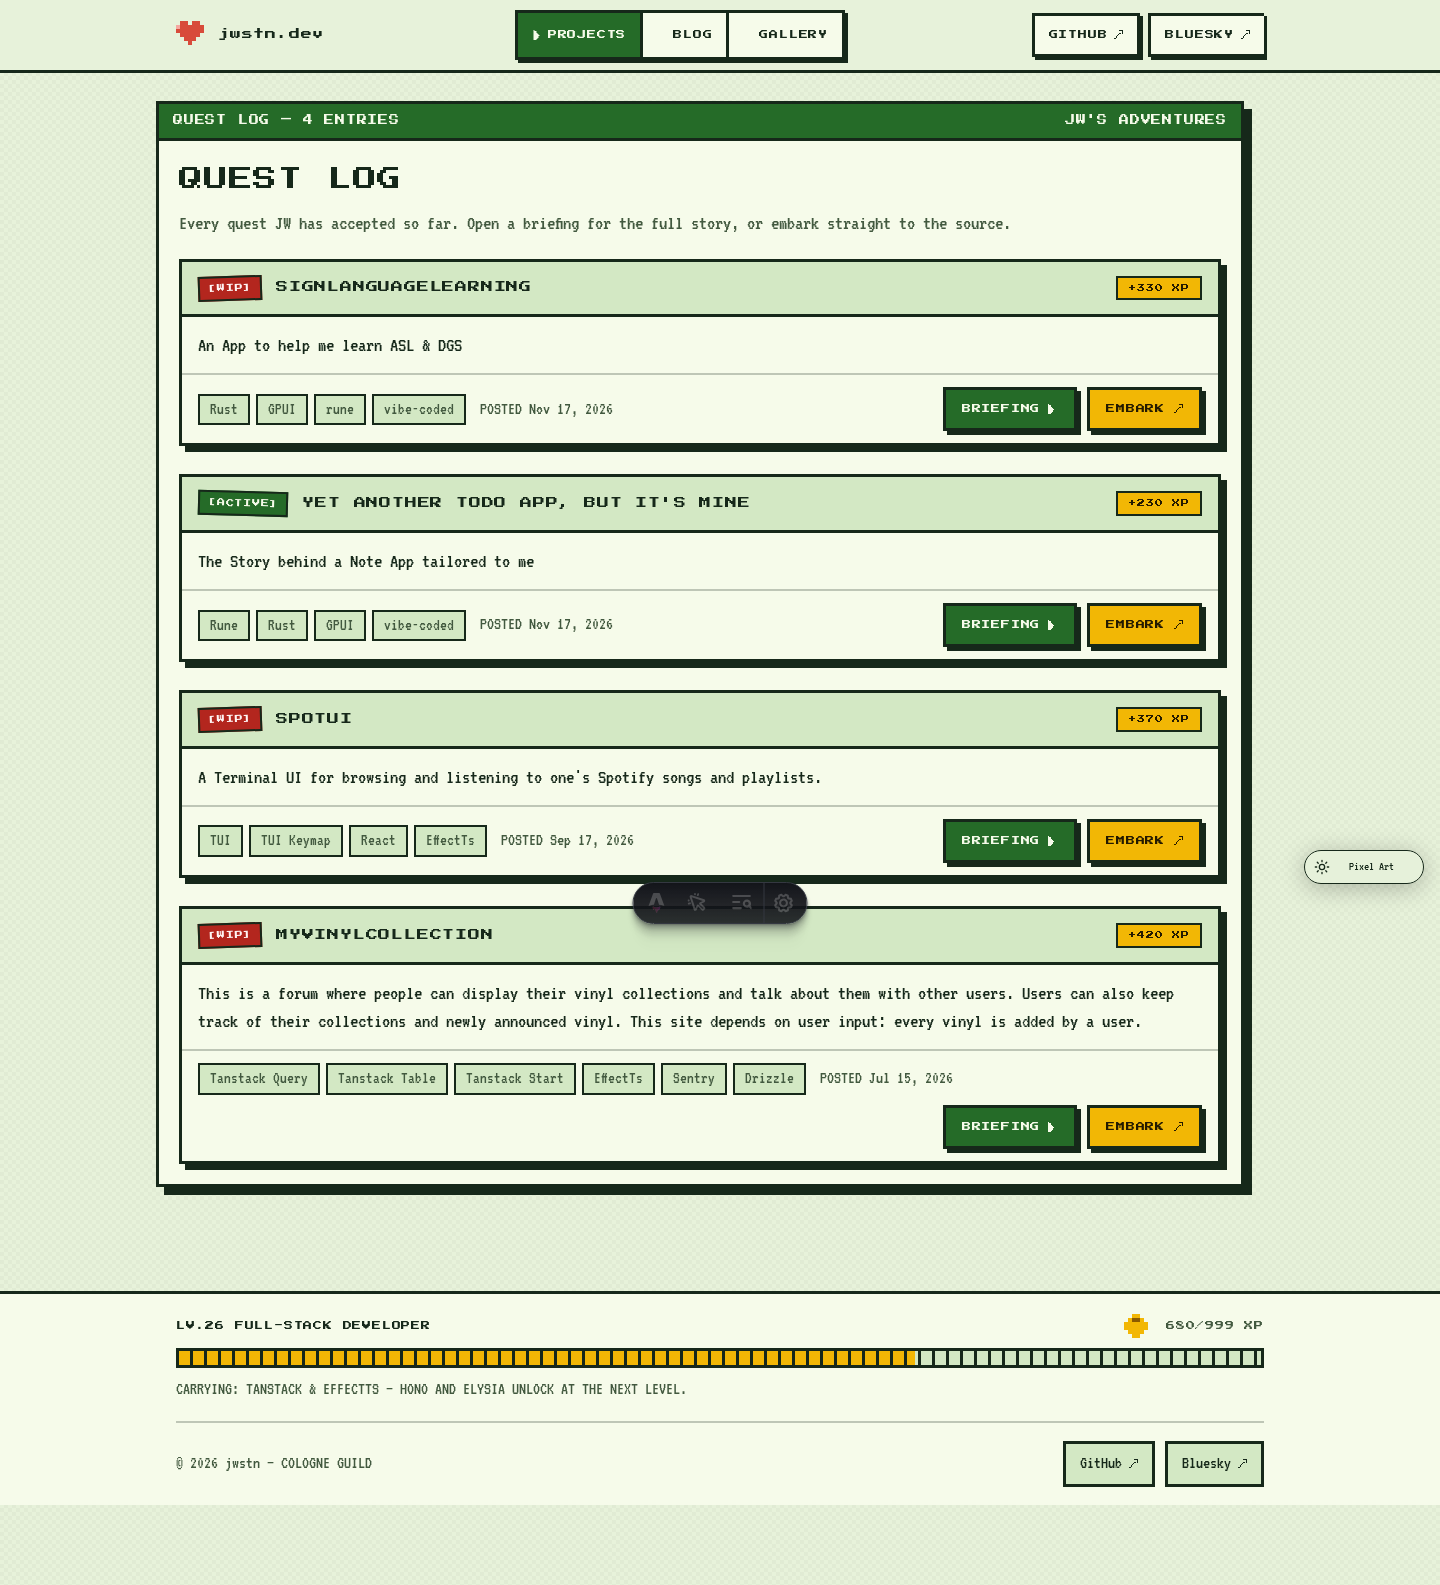 jwstn.dev
PROJECTS
BLOG
GALLERY
GITHUB ↗
BLUESKY ↗
QUEST LOG — 4 ENTRIES
JW'S ADVENTURES
QUEST LOG
Every quest JW has accepted so far. Open a briefing for the full story, or embark straight to the source.
[WIP] SIGNLANGUAGELEARNING
+330 XP
An App to help me learn ASL & DGS
Rust GPUI rune vibe-coded POSTED Nov 17, 2026
BRIEFING
EMBARK ↗
[ACTIVE] YET ANOTHER TODO APP, BUT IT'S MINE
+230 XP
The Story behind a Note App tailored to me
Rune Rust GPUI vibe-coded POSTED Nov 17, 2026
BRIEFING
EMBARK ↗
[WIP] SPOTUI
+370 XP
A Terminal UI for browsing and listening to one's Spotify songs and playlists.
TUI TUI Keymap React EffectTs POSTED Sep 17, 2026
BRIEFING
EMBARK ↗
Pixel Art
[WIP] MYVINYLCOLLECTION
+420 XP
This is a forum where people can display their vinyl collections and talk about them with other users. Users can also keep
track of their collections and newly announced vinyl. This site depends on user input: every vinyl is added by a user.
Tanstack Query Tanstack Table Tanstack Start EffectTs Sentry Drizzle POSTED Jul 15, 2026
BRIEFING
EMBARK ↗
LV.26 FULL-STACK DEVELOPER
680/999 XP
CARRYING: TANSTACK & EFFECTTS — HONO AND ELYSIA UNLOCK AT THE NEXT LEVEL.
© 2026 jwstn — COLOGNE GUILD
GitHub ↗
Bluesky ↗